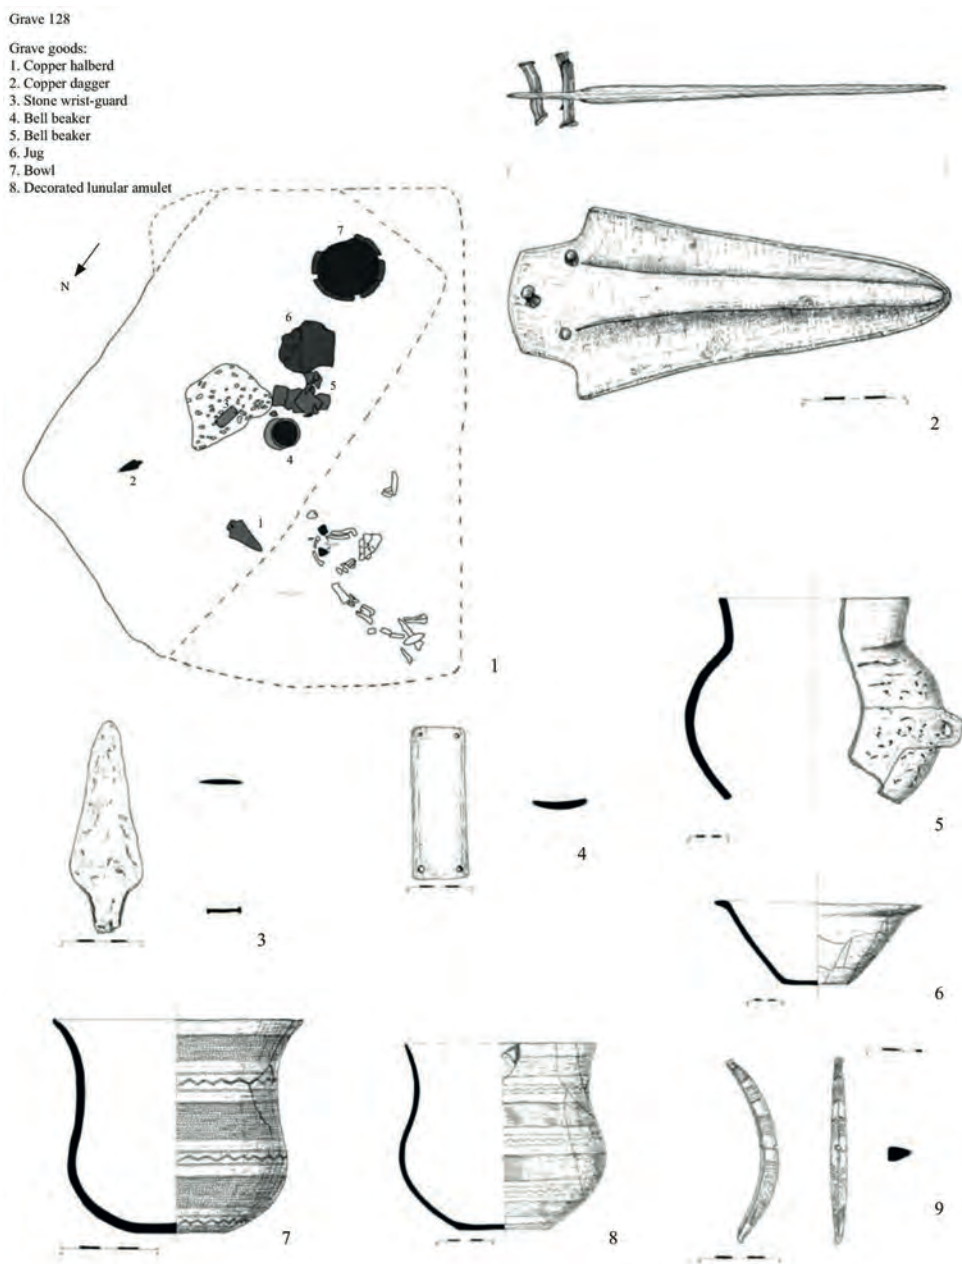 Grave 128
Grave goods:
1. Copper halberd
2. Copper dagger
3. Stone wrist-guard
4. Bell beaker
5. Bell beaker
6. Jug
7. Bowl
8. Decorated lunular amulet
7
N
6
5
3
4
2
1
1
2
3
4
5
6
7
8
9